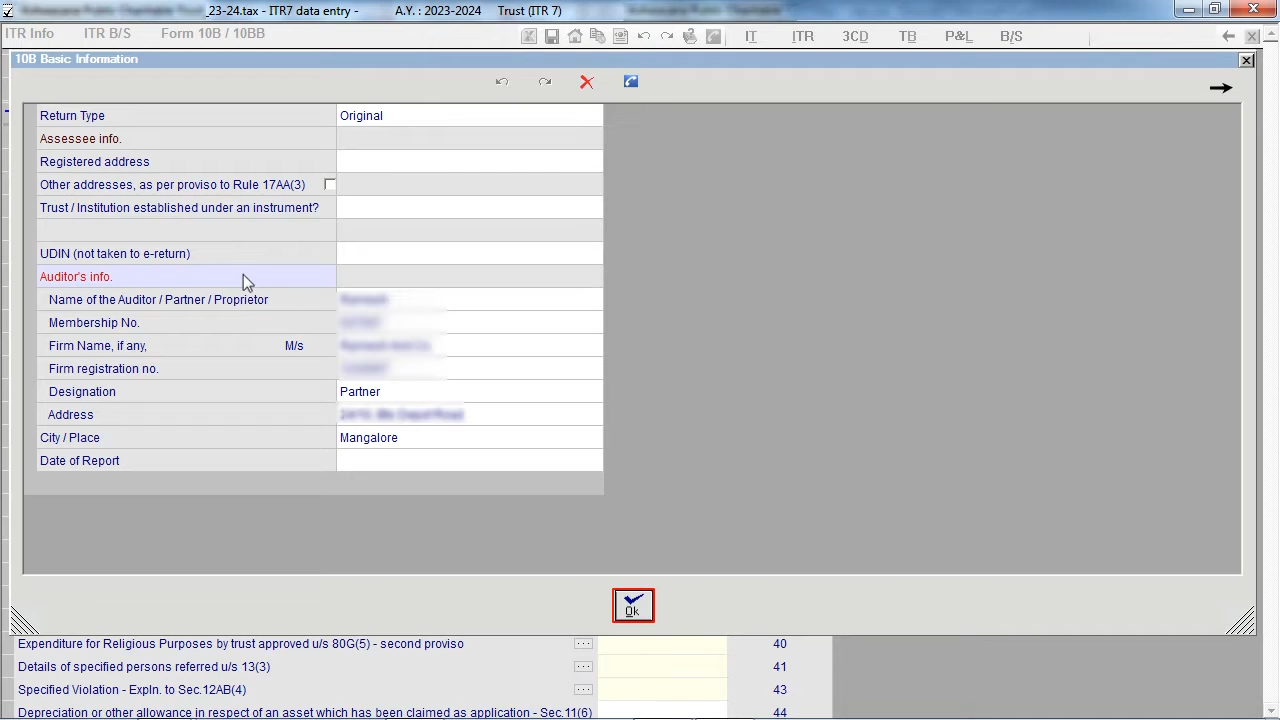 _23-24.tax - ITR7 data entry - A.Y. : 2023-2024 Trust (ITR 7)
ITR Info ITR B/S Form 10B / 10BB IT ITR 3CD TB P&L B/S
10B Basic Information
Return Type Original
Assessee info.
Registered address
Other addresses, as per proviso to Rule 17AA(3)
Trust / Institution established under an instrument?
UDIN (not taken to e-return)
Auditor's info.
Name of the Auditor / Partner / Proprietor
Membership No.
Firm Name, if any, M/s
Firm registration no.
Designation Partner
Address
City / Place Mangalore
Date of Report
Ok
Expenditure for Religious Purposes by trust approved u/s 80G(5) - second proviso ... 40
Details of specified persons referred u/s 13(3) ... 41
Specified Violation - Expln. to Sec.12AB(4) ... 43
Depreciation or other allowance in respect of an asset which has been claimed as application - Sec.11(6) 44